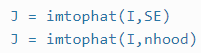 J = imtophat(I,SE)
J = imtophat(I,nhood)